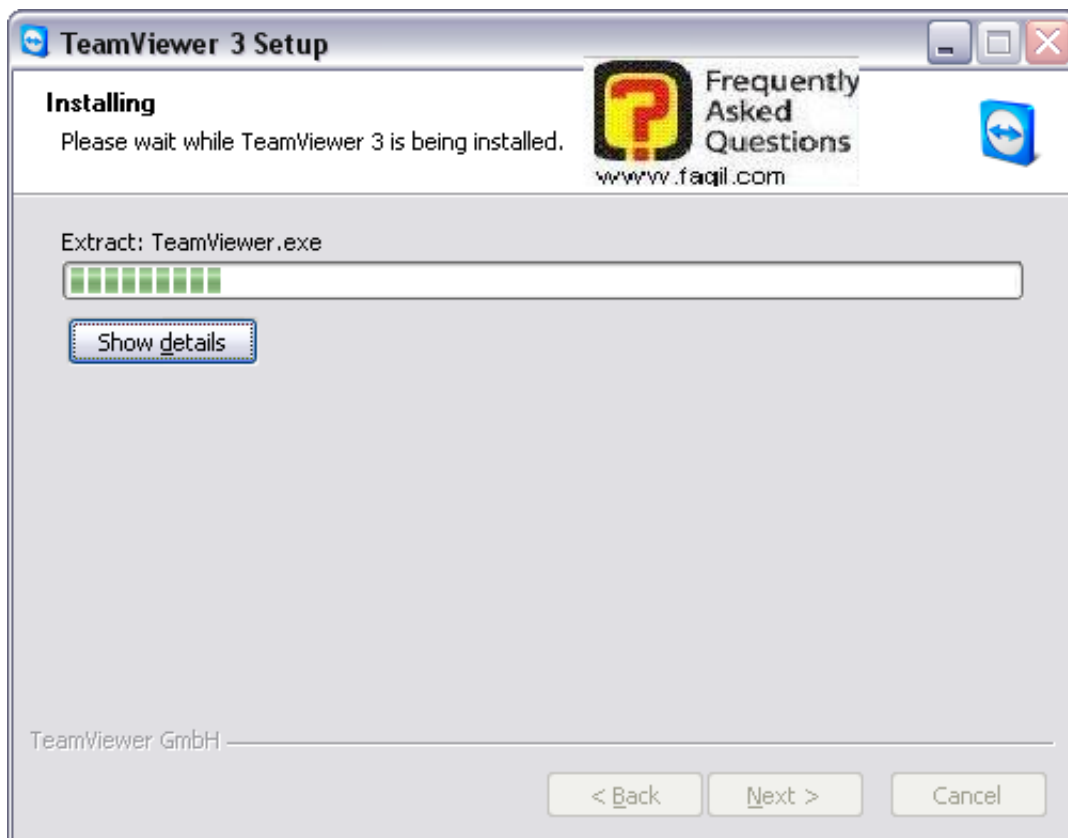 TeamViewer 3 Setup
Installing
Please wait while TeamViewer 3 is being installed.
Frequently
Asked
Questions
www.faqil.com
Extract: TeamViewer.exe
Show details
TeamViewer GmbH
< Back Next > Cancel